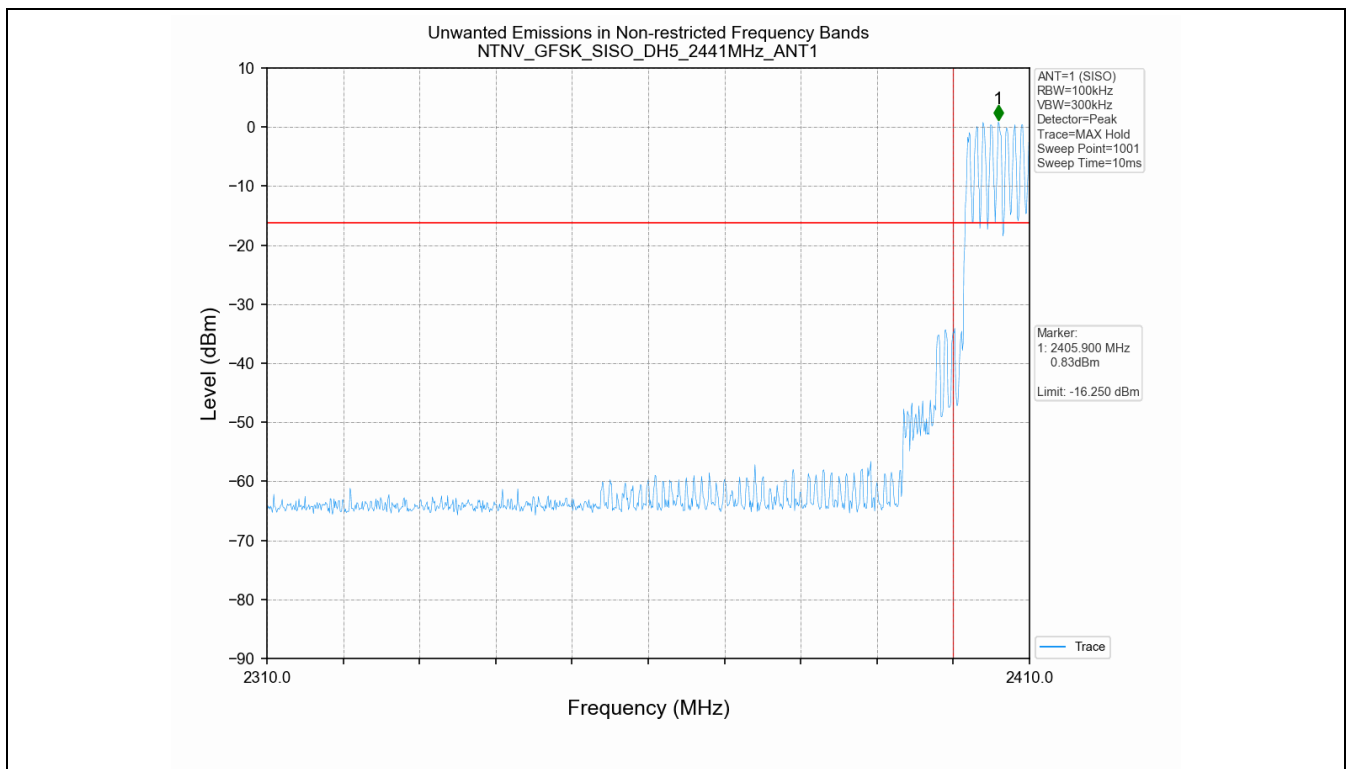 Unwanted Emissions in Non-restricted Frequency Bands
NTNV_GFSK_SISO_DH5_2441MHz_ANT1
10
0
−10
−20
−30
−40
−50
−60
−70
−80
−90
Level (dBm)
2310.0
2410.0
Frequency (MHz)
1
ANT=1 (SISO)
RBW=100kHz
VBW=300kHz
Detector=Peak
Trace=MAX Hold
Sweep Point=1001
Sweep Time=10ms
Marker:
1: 2405.900 MHz
0.83dBm
Limit: -16.250 dBm
Trace